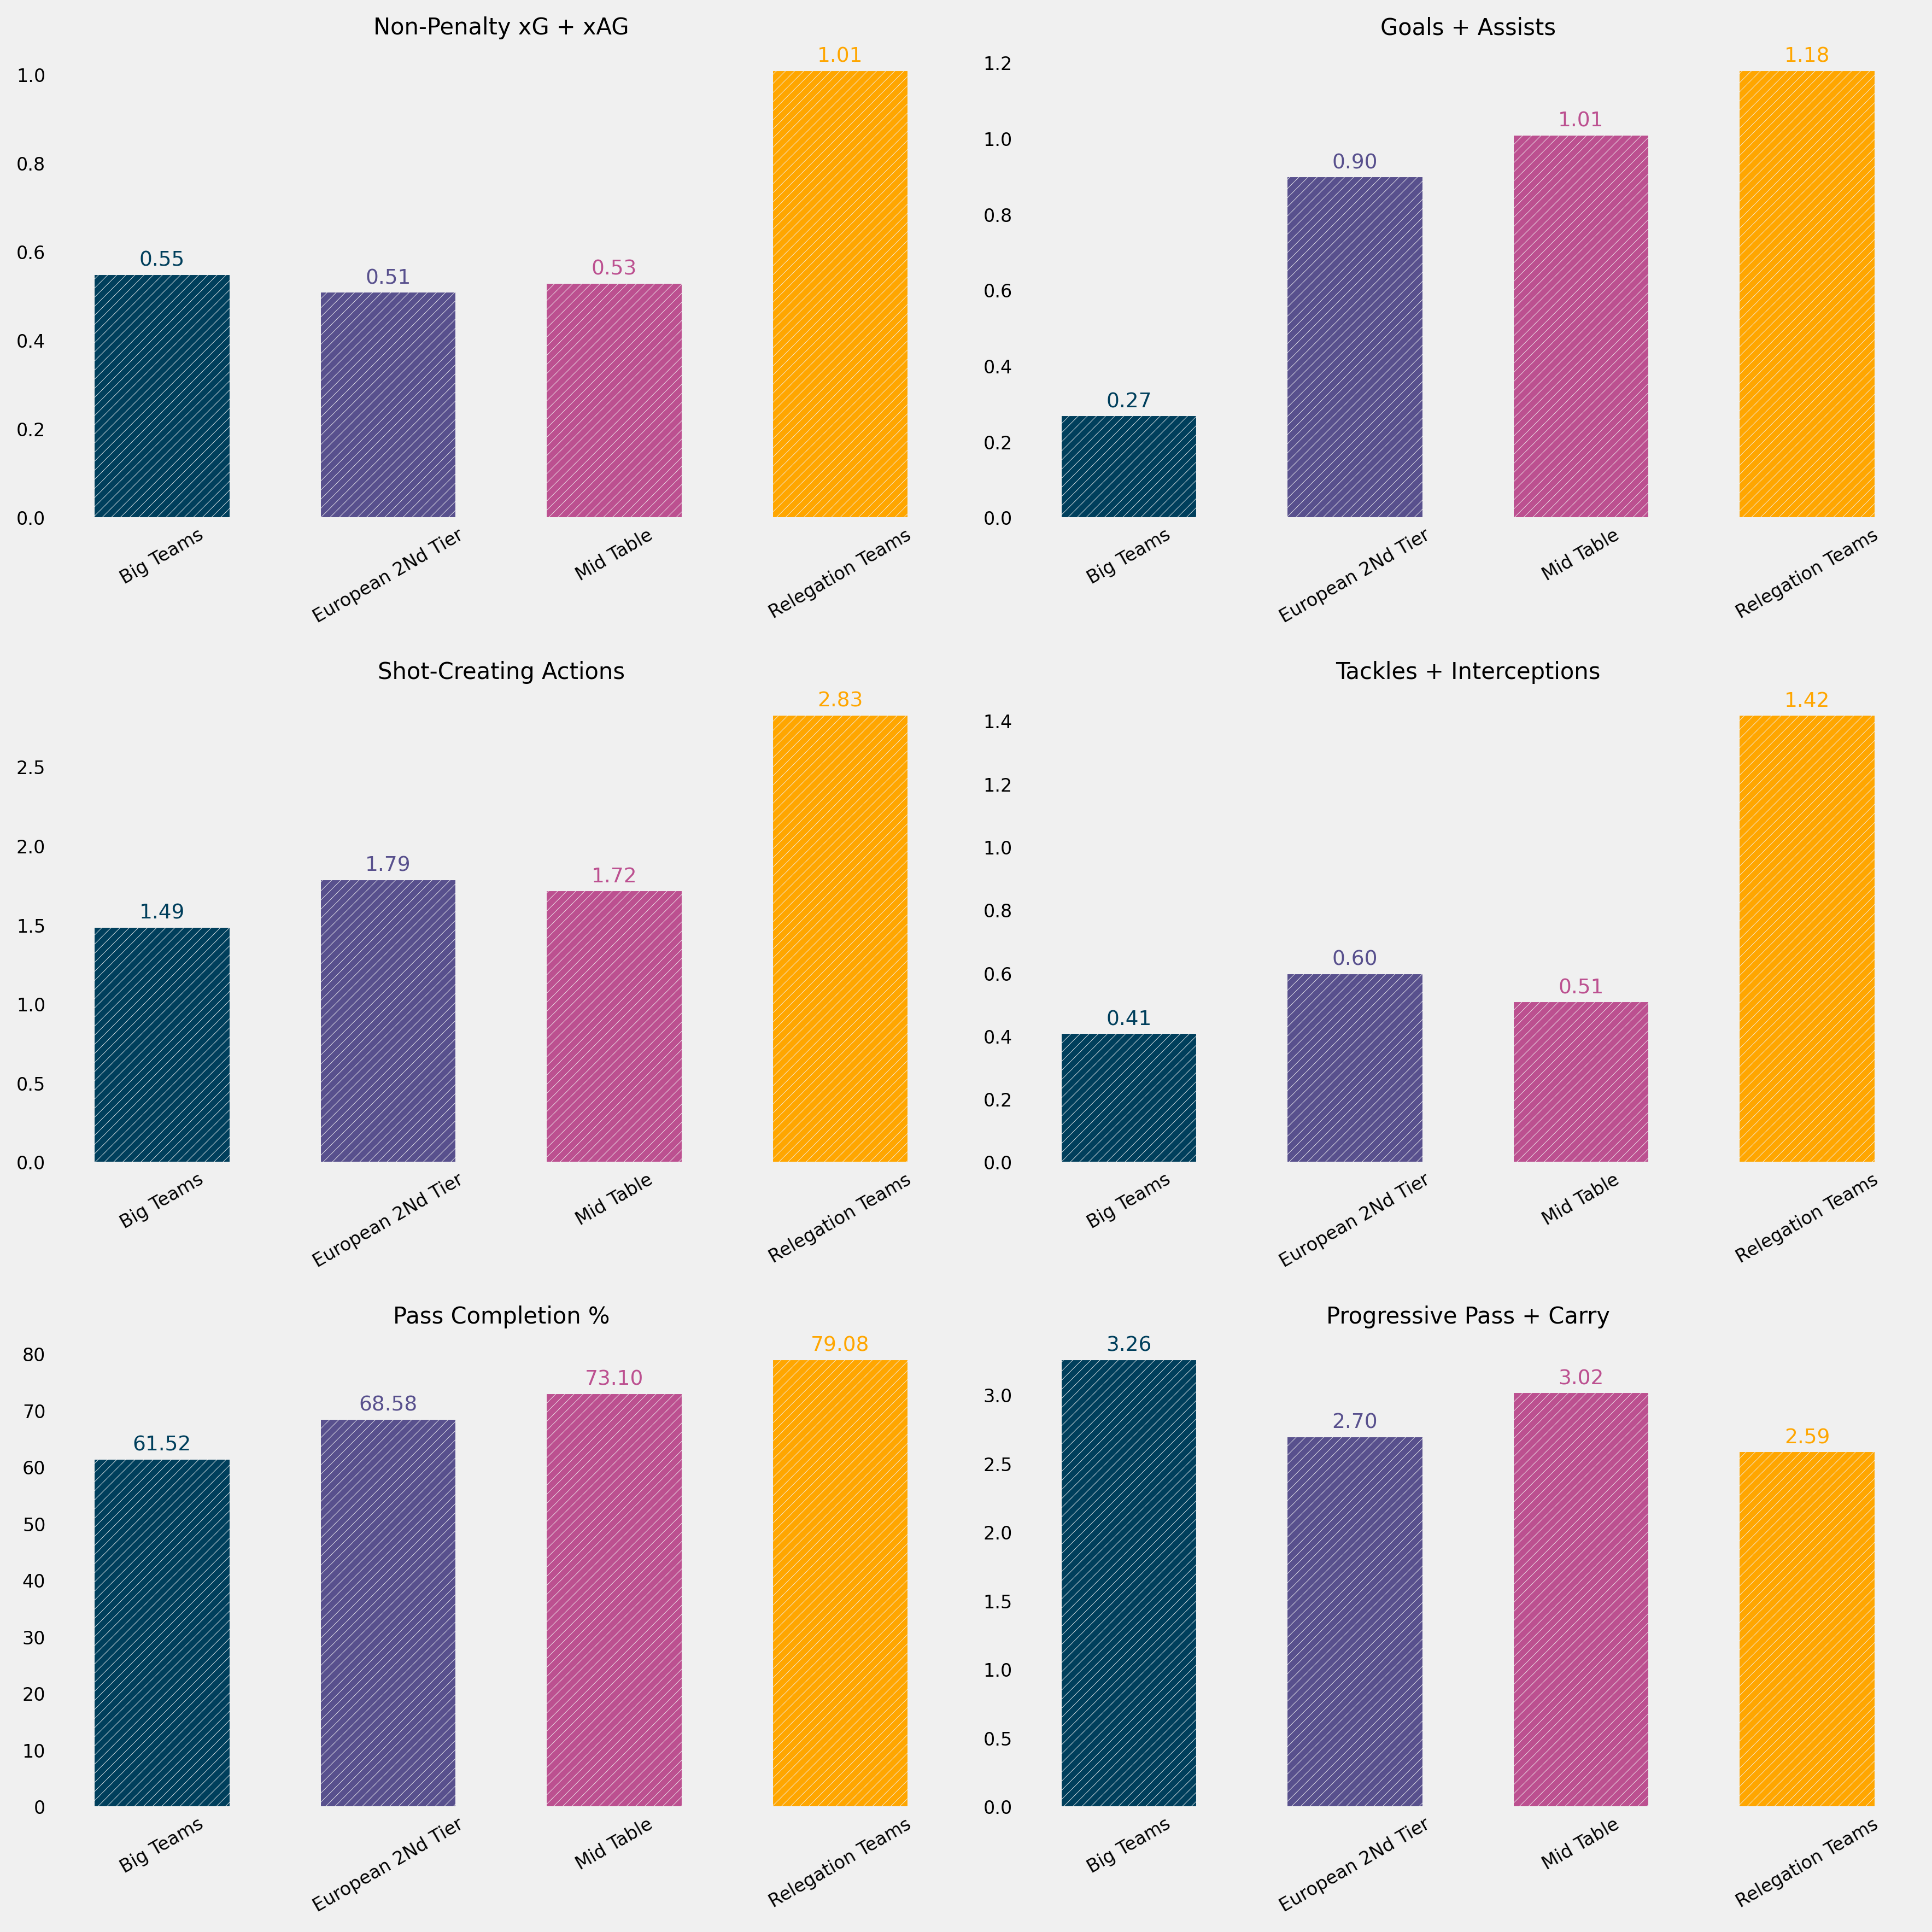 Non-Penalty xG + xAG
1.0
0.8
0.6
0.4
0.2
0.0
0.55
0.51
0.53
1.01
Big Teams
European 2Nd Tier
Mid Table
Relegation Teams
Goals + Assists
1.2
1.0
0.8
0.6
0.4
0.2
0.0
0.27
0.90
1.01
1.18
Big Teams
European 2Nd Tier
Mid Table
Relegation Teams
Shot-Creating Actions
2.5
2.0
1.5
1.0
0.5
0.0
1.49
1.79
1.72
2.83
Big Teams
European 2Nd Tier
Mid Table
Relegation Teams
Tackles + Interceptions
1.4
1.2
1.0
0.8
0.6
0.4
0.2
0.0
0.41
0.60
0.51
1.42
Big Teams
European 2Nd Tier
Mid Table
Relegation Teams
Pass Completion %
80
70
60
50
40
30
20
10
0
61.52
68.58
73.10
79.08
Big Teams
European 2Nd Tier
Mid Table
Relegation Teams
Progressive Pass + Carry
3.0
2.5
2.0
1.5
1.0
0.5
0.0
3.26
2.70
3.02
2.59
Big Teams
European 2Nd Tier
Mid Table
Relegation Teams